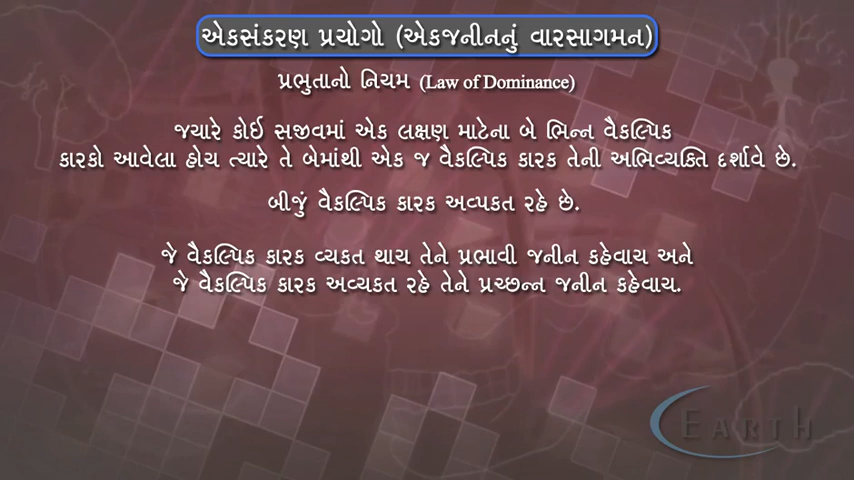 એકસંકરણ પ્રયોગો (એકજનીનનું વારસાગમન)
પ્રભુતાનો નિયમ (Law of Dominance)
જયારે કોઈ સજીવમાં એક લક્ષણ માટેના બે ભિન્ન વૈકલ્પિક
કારકો આવેલા હોય ત્યારે તે બેમાંથી એક જ વૈકલ્પિક કારક તેની અભિવ્યક્તિ દર્શાવે છે.
બીજું વૈકલ્પિક કારક અવ્પકત રહે છે.
જે વૈકલ્પિક કારક વ્યકત થાય તેને પ્રભાવી જનીન કહેવાય અને
જે વૈકલ્પિક કારક અવ્યકત રહે તેને પ્રચ્છન્ન જનીન કહેવાય.
EARTH